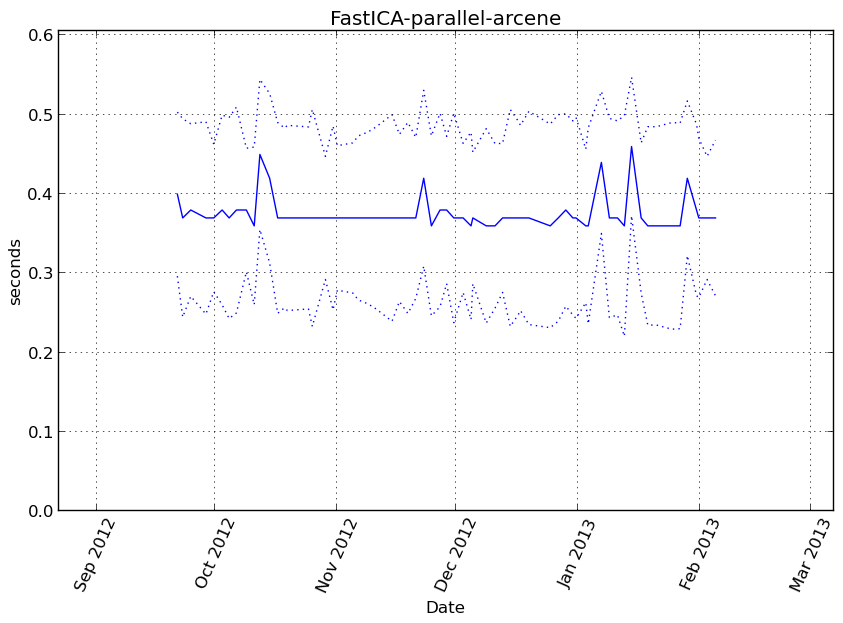 FastICA-parallel-arcene
0.6
0.5
0.4
0.3
0.2
0.1
0.0
seconds
Sep 2012
Oct 2012
Nov 2012
Dec 2012
Jan 2013
Feb 2013
Mar 2013
Date